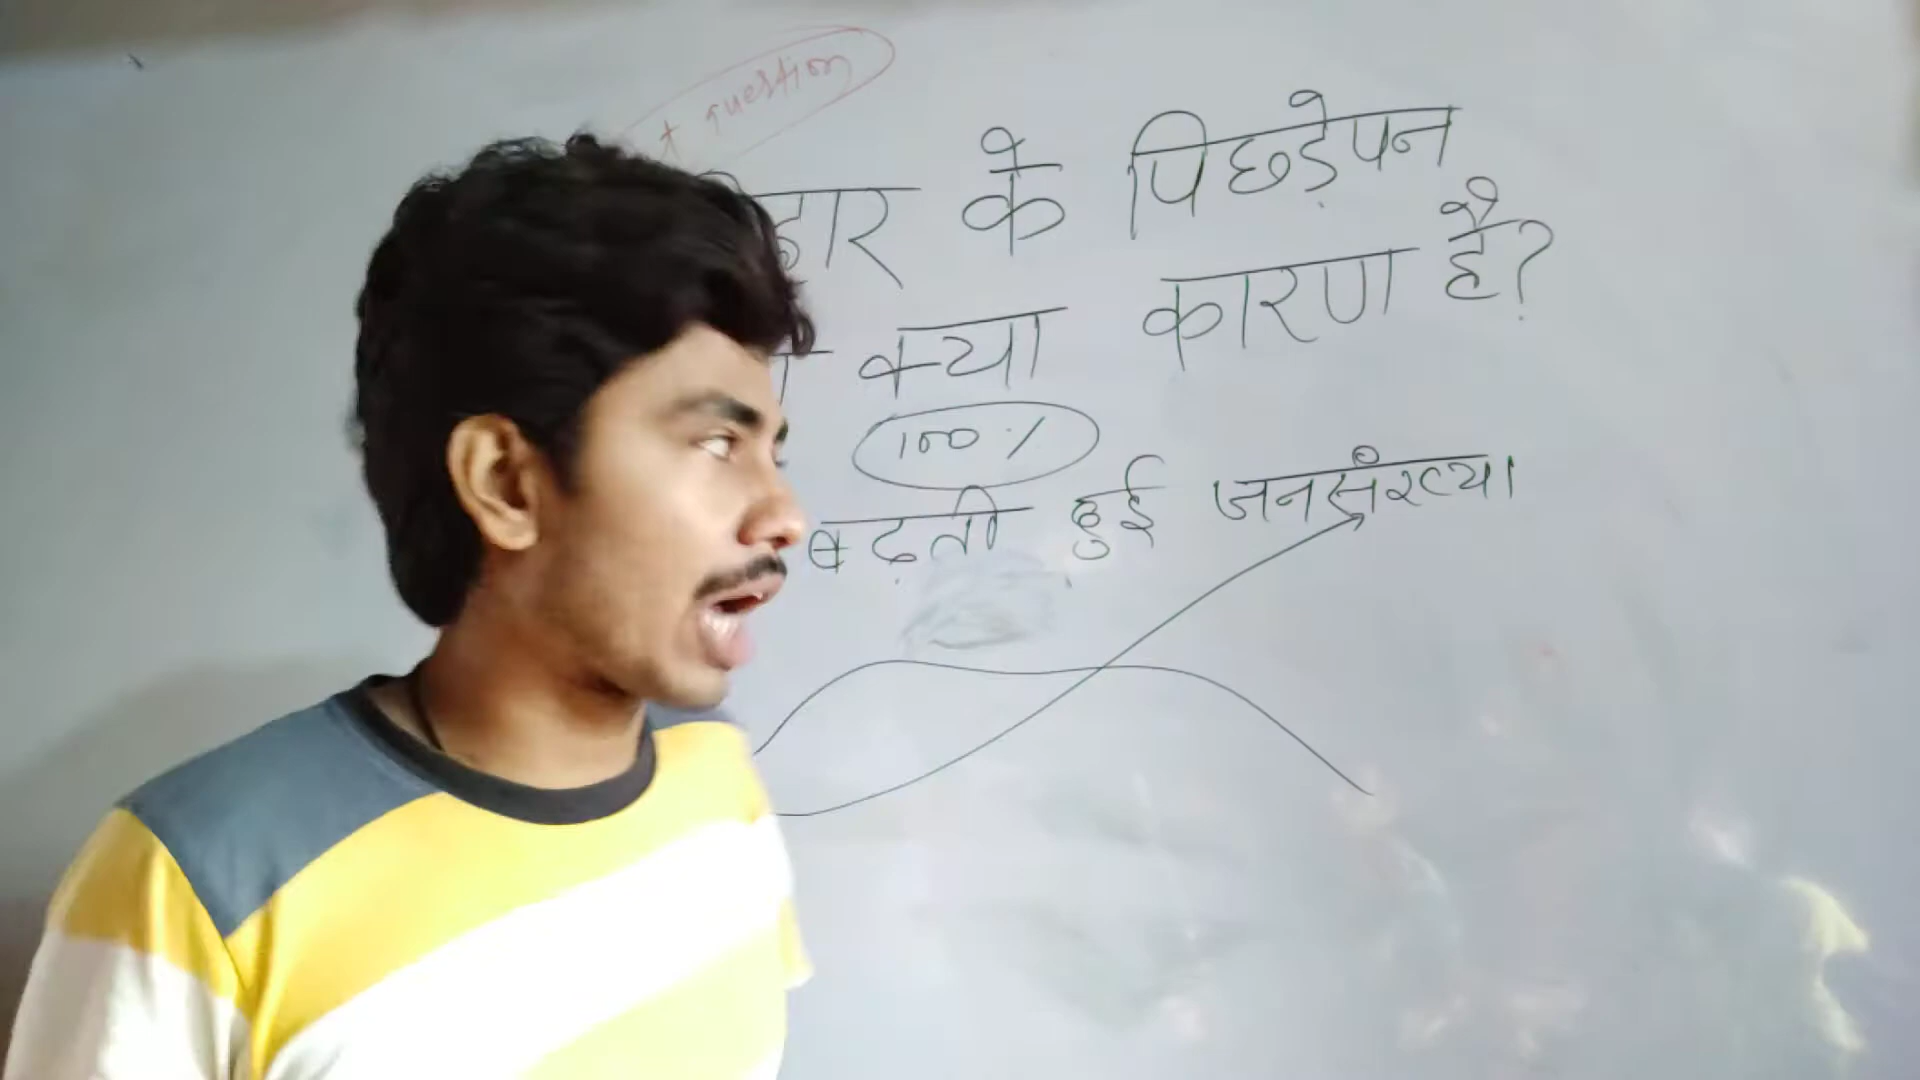 + question
हार के पिछड़ेपन
क्या कारण है?
100%
बढ़ती हुई जनसंख्या